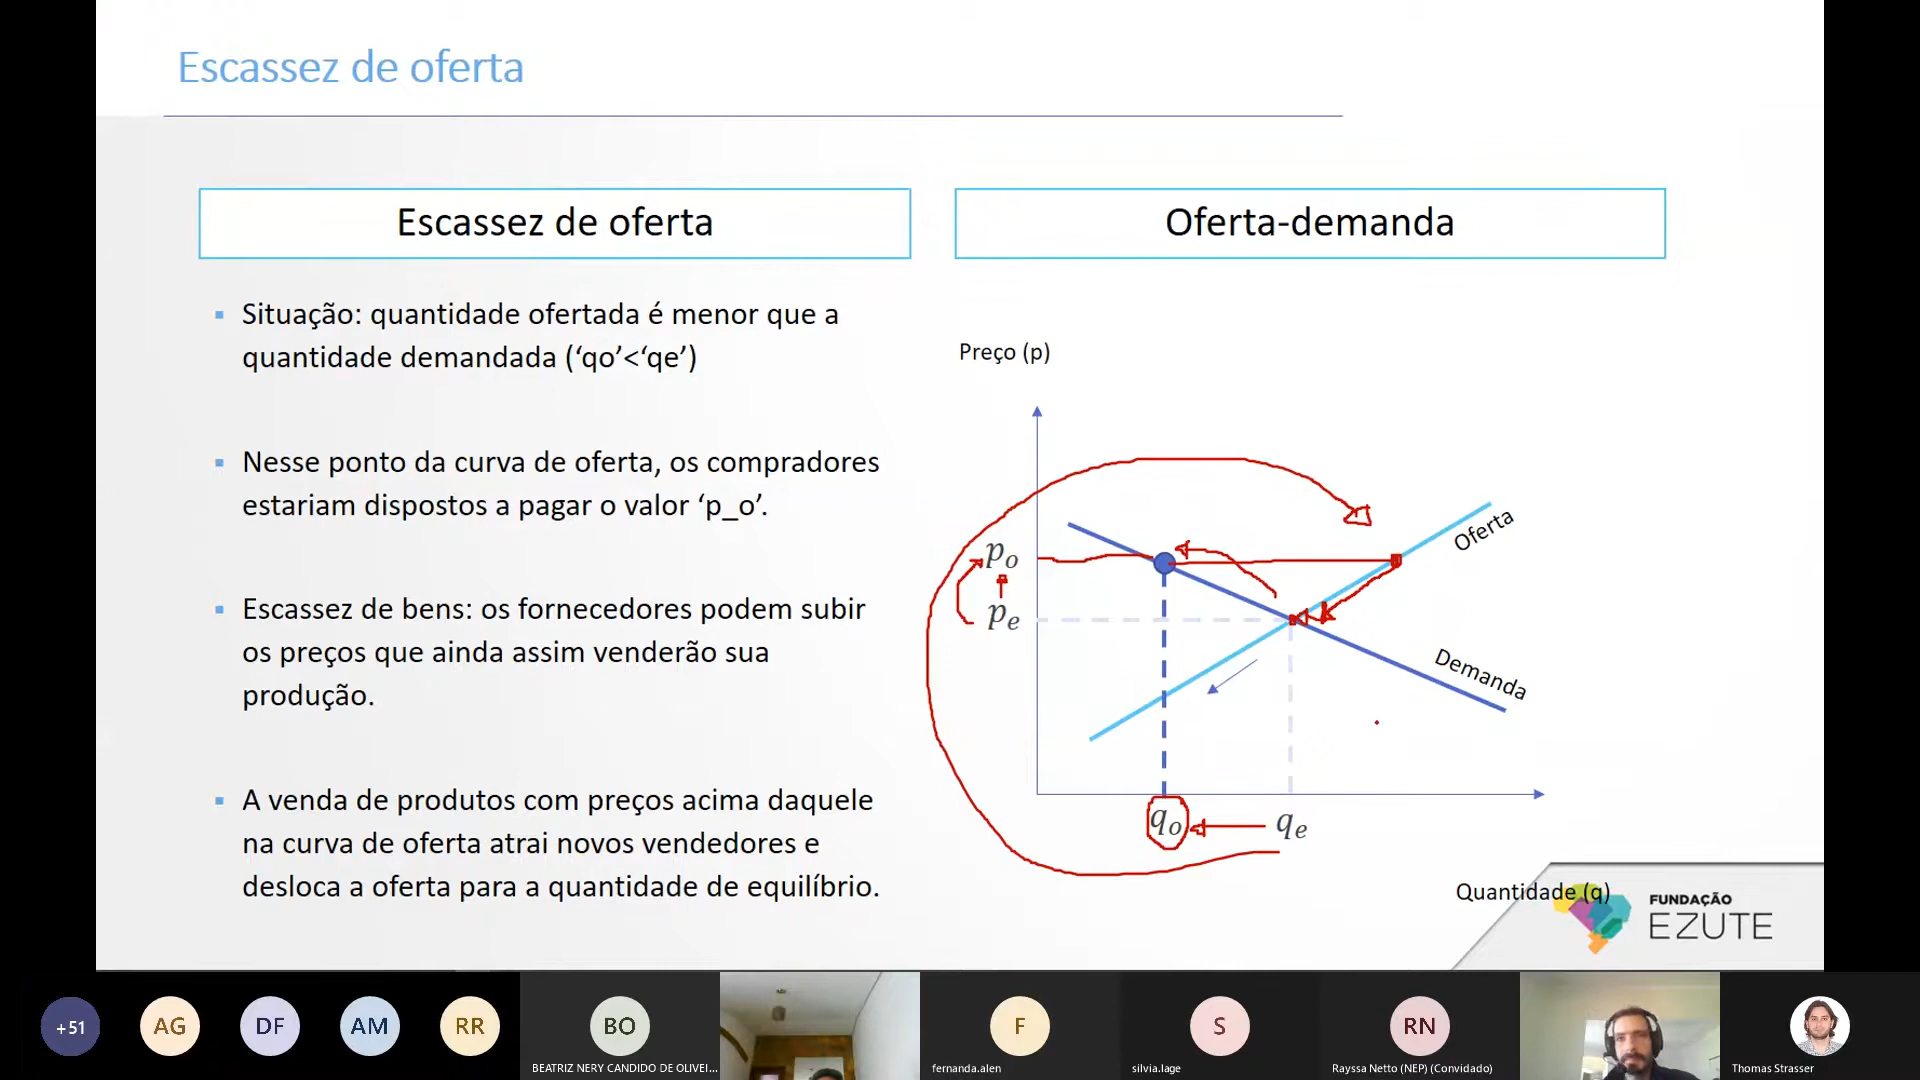 Escassez de oferta
Escassez de oferta
▪ Situação: quantidade ofertada é menor que a
quantidade demandada (‘qo’<‘qe’)
▪ Nesse ponto da curva de oferta, os compradores
estariam dispostos a pagar o valor ‘p_o’.
▪ Escassez de bens: os fornecedores podem subir
os preços que ainda assim venderão sua
produção.
▪ A venda de produtos com preços acima daquele
na curva de oferta atrai novos vendedores e
desloca a oferta para a quantidade de equilíbrio.
Oferta-demanda
Preço (p)
Oferta
pₒ
pₑ
Demanda
qₒ
qₑ
Quantidade (q)
FUNDAÇÃO
EZUTE
+51
AG
DF
AM
RR
BO
BEATRIZ NERY CANDIDO DE OLIVEI...
F
fernanda.alen
S
silvia.lage
RN
Rayssa Netto (NEP) (Convidado)
Thomas Strasser